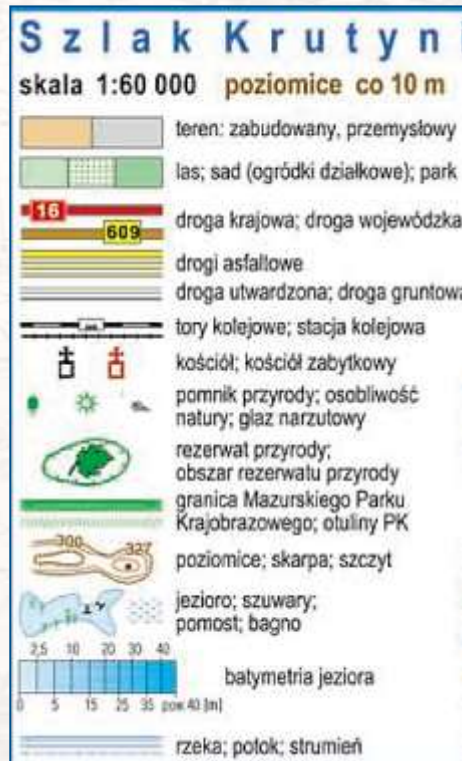 Szlak Krutyni
skala 1:60 000 poziomice co 10 m
teren: zabudowany, przemysłowy
las; sad (ogródki działkowe); park
16
609
droga krajowa; droga wojewódzka
drogi asfaltowe
droga utwardzona; droga gruntowa
tory kolejowe; stacja kolejowa
kościół; kościół zabytkowy
pomnik przyrody; osobliwość
natury; głaz narzutowy
rezerwat przyrody;
obszar rezerwatu przyrody
granica Mazurskiego Parku
Krajobrazowego; otuliny PK
300 327
poziomice; skarpa; szczyt
jezioro; szuwary;
pomost; bagno
2,5 10 20 30 40
batymetria jeziora
0 5 15 25 35 pow.40 [m]
rzeka; potok; strumień